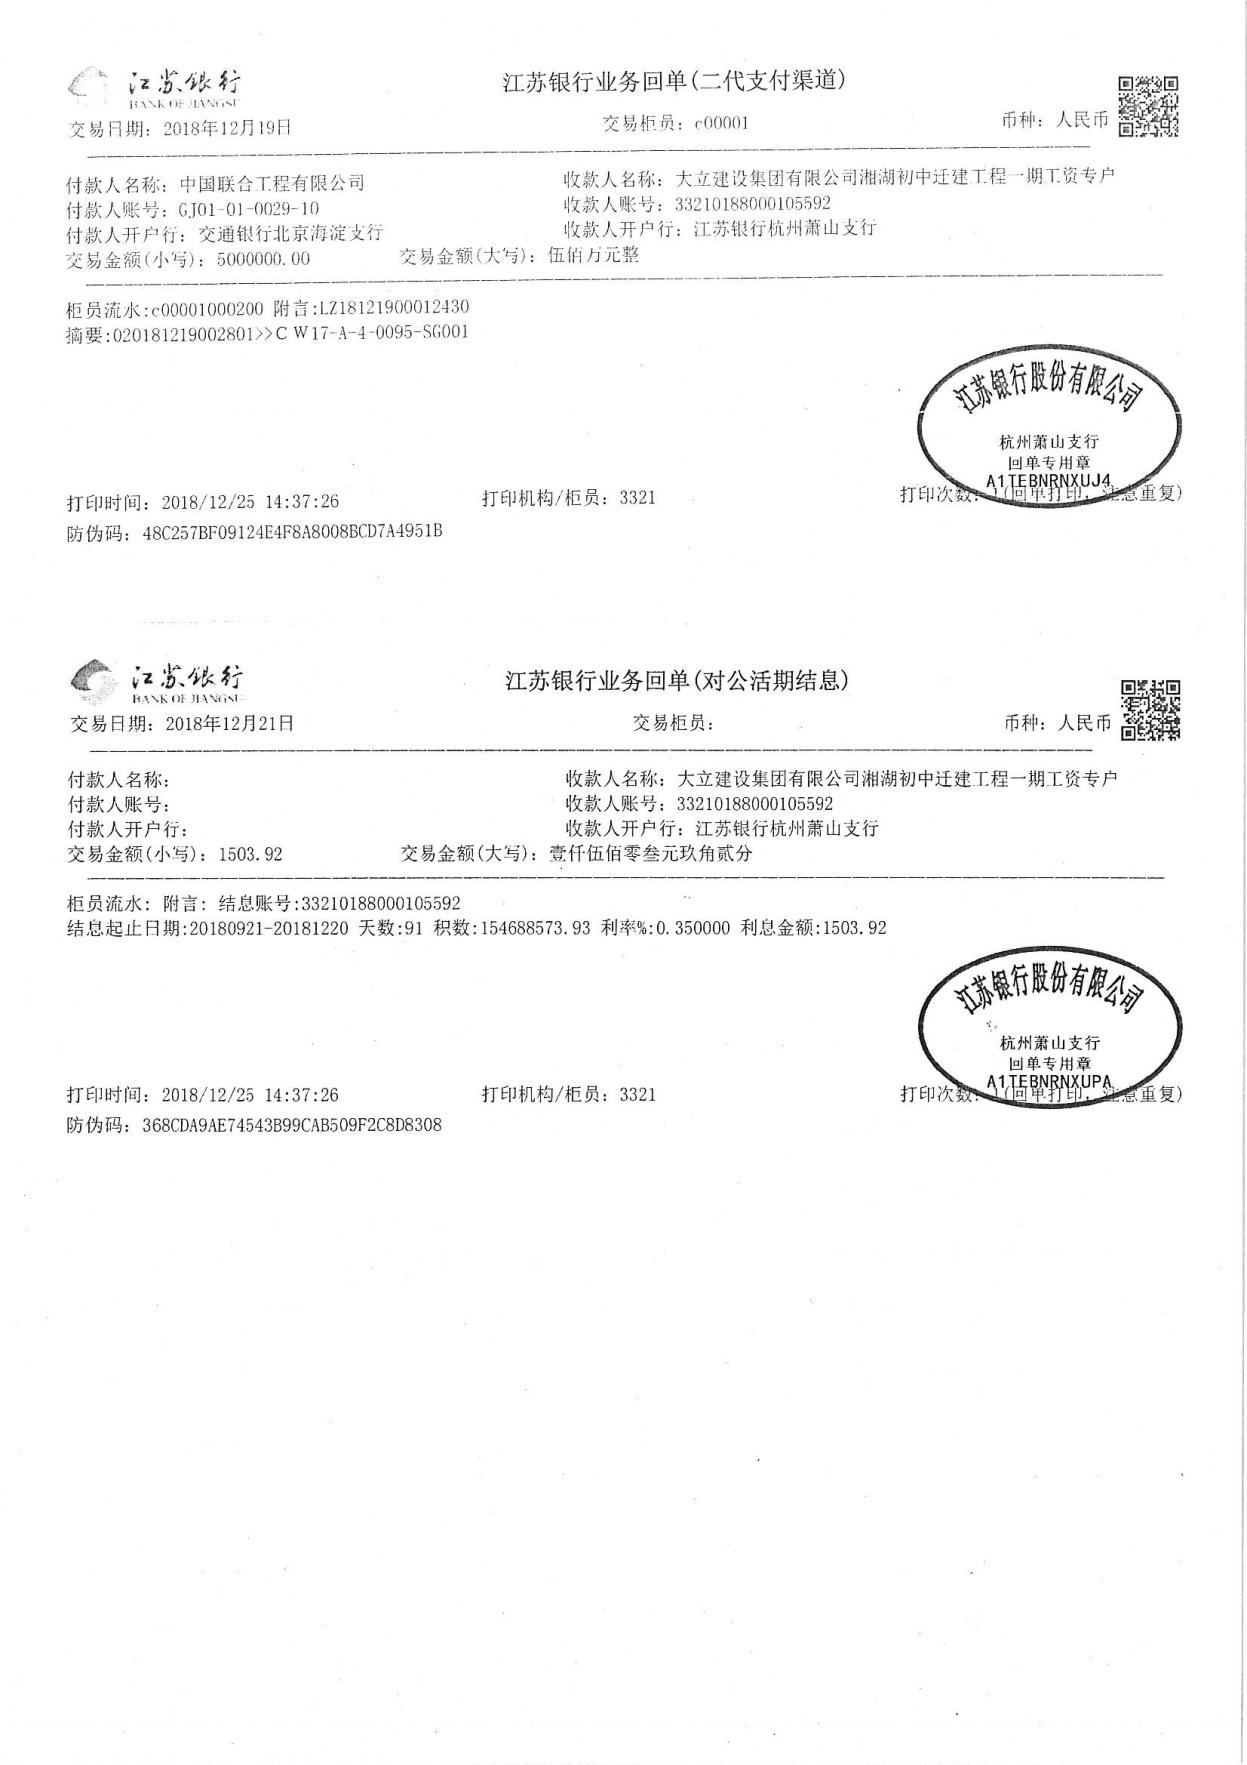 江苏银行
BANK OF JIANGSU
江苏银行业务回单(二代支付渠道)
交易日期: 2018年12月19日 交易柜员: c00001 币种: 人民币
付款人名称: 中国联合工程有限公司 收款人名称: 大立建设集团有限公司湘湖初中迁建工程一期工资专户
付款人账号: GJ01-01-0029-10 收款人账号: 33210188000105592
付款人开户行: 交通银行北京海淀支行 收款人开户行: 江苏银行杭州萧山支行
交易金额(小写): 5000000.00 交易金额(大写): 伍佰万元整
柜员流水:c00001000200 附言:LZ18121900012430
摘要:020181219002801>>C W17-A-4-0095-SG001
江苏银行股份有限公司
杭州萧山支行
回单专用章
A1TEBNRNXUJ4
打印时间: 2018/12/25 14:37:26 打印机构/柜员: 3321 打印次数: 1(回单打印, 注意重复)
防伪码: 48C257BF09124E4F8A8008BCD7A4951B
江苏银行
BANK OF JIANGSU
江苏银行业务回单(对公活期结息)
交易日期: 2018年12月21日 交易柜员: 币种: 人民币
付款人名称: 收款人名称: 大立建设集团有限公司湘湖初中迁建工程一期工资专户
付款人账号: 收款人账号: 33210188000105592
付款人开户行: 收款人开户行: 江苏银行杭州萧山支行
交易金额(小写): 1503.92 交易金额(大写): 壹仟伍佰零叁元玖角贰分
柜员流水: 附言: 结息账号:33210188000105592
结息起止日期:20180921-20181220 天数:91 积数:154688573.93 利率%:0.350000 利息金额:1503.92
江苏银行股份有限公司
杭州萧山支行
回单专用章
A1TEBNRNXUPA
打印时间: 2018/12/25 14:37:26 打印机构/柜员: 3321 打印次数: 1(回单打印, 注意重复)
防伪码: 368CDA9AE74543B99CAB509F2C8D8308